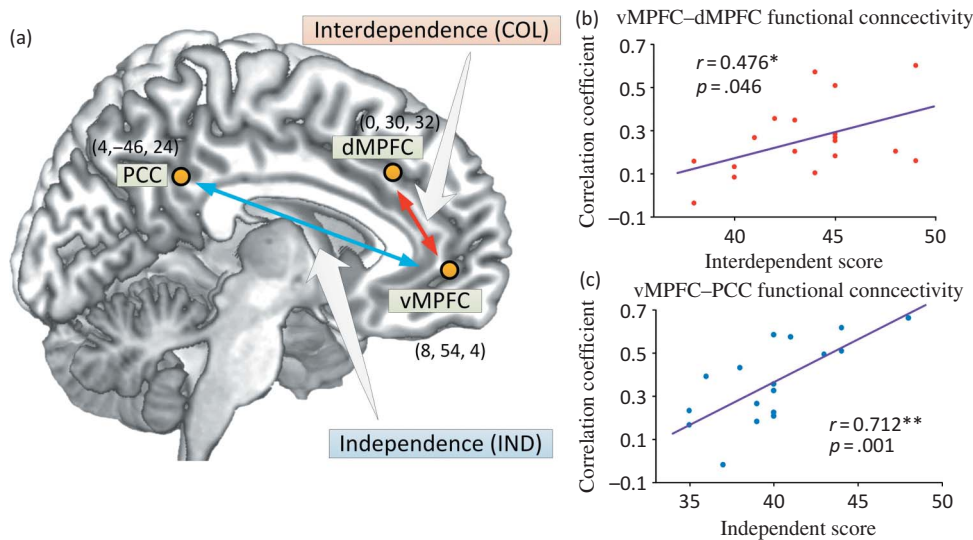 (a)
Interdependence (COL)
(0, 30, 32)
dMPFC
(4,−46, 24)
PCC
vMPFC
(8, 54, 4)
Independence (IND)
(b)
vMPFC–dMPFC functional conncectivity
Correlation coefficient
0.7
0.5
0.3
0.1
−0.1
r = 0.476*
p = .046
40
45
50
Interdependent score
(c)
vMPFC–PCC functional conncectivity
Correlation coefficient
0.7
0.5
0.3
0.1
−0.1
r = 0.712**
p = .001
35
40
45
50
Independent score